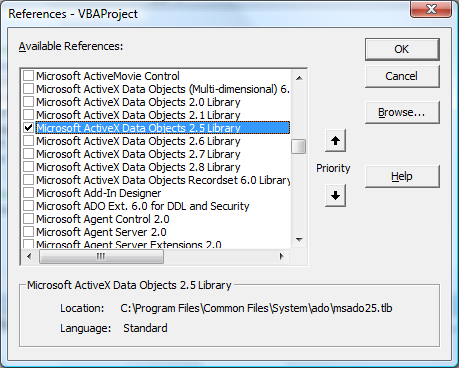 References - VBAProject
Available References:
OK
Microsoft ActiveMovie Control
Microsoft ActiveX Data Objects (Multi-dimensional) 6.
Microsoft ActiveX Data Objects 2.0 Library
Microsoft ActiveX Data Objects 2.1 Library
Microsoft ActiveX Data Objects 2.5 Library
Microsoft ActiveX Data Objects 2.6 Library
Microsoft ActiveX Data Objects 2.7 Library
Microsoft ActiveX Data Objects 2.8 Library
Microsoft ActiveX Data Objects Recordset 6.0 Library
Microsoft Add-In Designer
Microsoft ADO Ext. 6.0 for DDL and Security
Microsoft Agent Control 2.0
Microsoft Agent Server Extensions 2.0
Cancel
Browse...
Priority
Help
Microsoft ActiveX Data Objects 2.5 Library
Location: C:\Program Files\Common Files\System\ado\msado25.tlb
Language: Standard